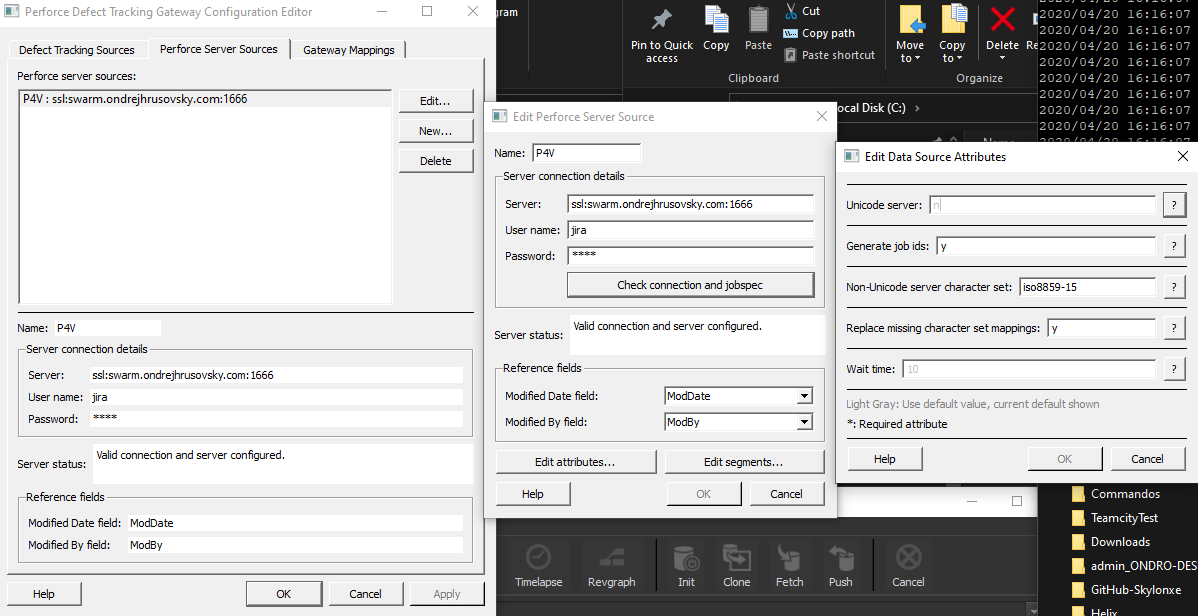 Perforce Defect Tracking Gateway Configuration Editor
Defect Tracking Sources
Perforce Server Sources
Gateway Mappings
Perforce server sources:
P4V : ssl:swarm.ondrejhrusovsky.com:1666
Edit...
New...
Delete
Name: P4V
Server connection details
Server: ssl:swarm.ondrejhrusovsky.com:1666
User name: jira
Password: ****
Server status: Valid connection and server configured.
Reference fields
Modified Date field: ModDate
Modified By field: ModBy
Help
OK
Cancel
Apply
Pin to Quick
access
Copy
Paste
Cut
Copy path
Paste shortcut
Clipboard
Move
to
Copy
to
Delete
Organize
2020/04/20 16:16:07
2020/04/20 16:16:07
2020/04/20 16:16:07
2020/04/20 16:16:07
2020/04/20 16:16:07
2020/04/20 16:16:07
2020/04/20 16:16:07
2020/04/20 16:16:07
Disk (C:)
Edit Perforce Server Source
Name: P4V
Server connection details
Server: ssl:swarm.ondrejhrusovsky.com:1666
User name: jira
Password: ****
Check connection and jobspec
Server status: Valid connection and server configured.
Reference fields
Modified Date field: ModDate
Modified By field: ModBy
Edit attributes...
Edit segments...
Help
OK
Cancel
Edit Data Source Attributes
Unicode server: n ?
Generate job ids: y ?
Non-Unicode server character set: iso8859-15 ?
Replace missing character set mappings: y ?
Wait time: 10 ?
Light Gray: Use default value, current default shown
*: Required attribute
Help
OK
Cancel
Timelapse
Revgraph
Init
Clone
Fetch
Push
Cancel
Commandos
TeamcityTest
Downloads
admin_ONDRO-DES
GitHub-Skylonxe
Helix